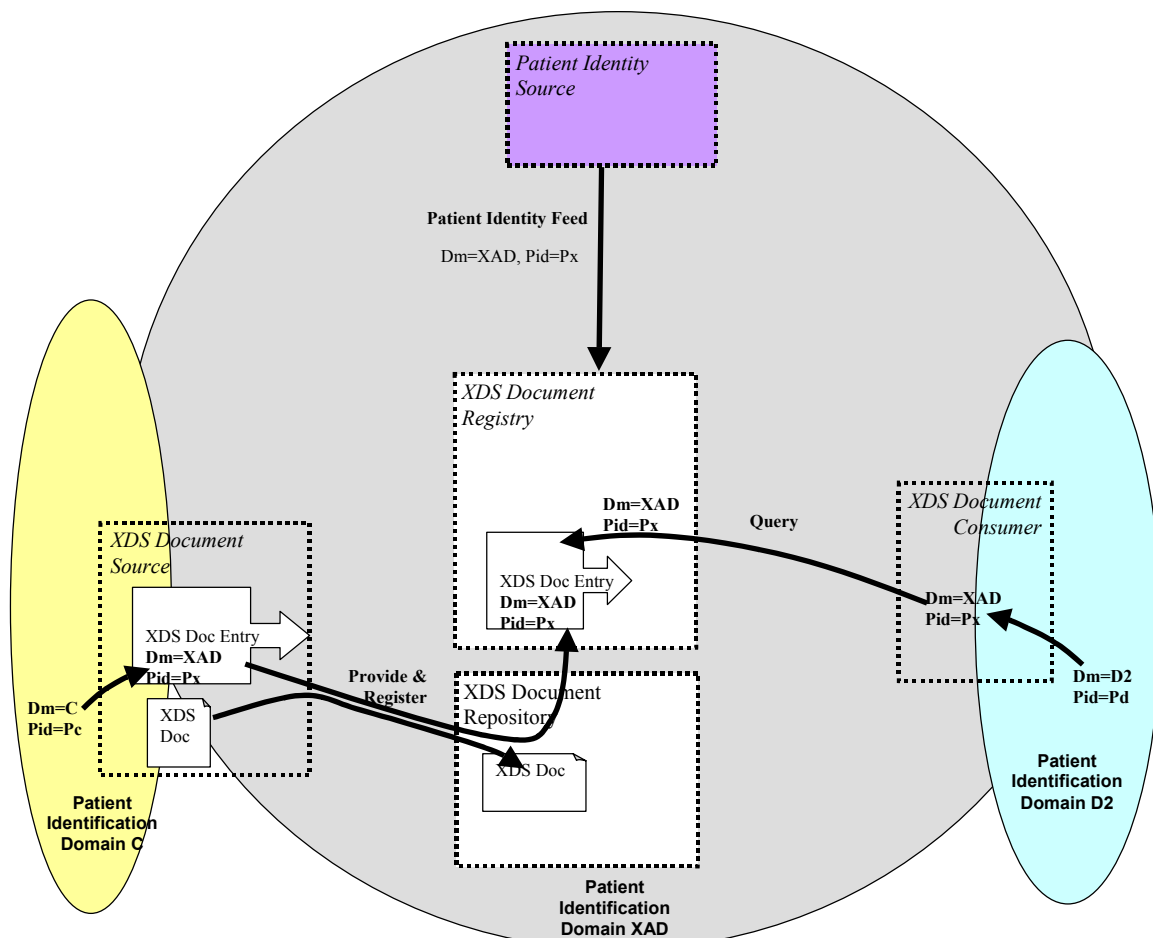 Patient Identity
Source
Patient Identity Feed
Dm=XAD, Pid=Px
XDS Document
Registry
Dm=XAD
Pid=Px
XDS Doc Entry
Dm=XAD
Pid=Px
Query
XDS Document
Consumer
Dm=XAD
Pid=Px
Dm=D2
Pid=Pd
Patient
Identification
Domain D2
XDS Document
Source
XDS Doc Entry
Dm=XAD
Pid=Px
Dm=C
Pid=Pc
XDS
Doc
Patient
Identification
Domain C
Provide &
Register
XDS Document
Repository
XDS Doc
Patient
Identification
Domain XAD